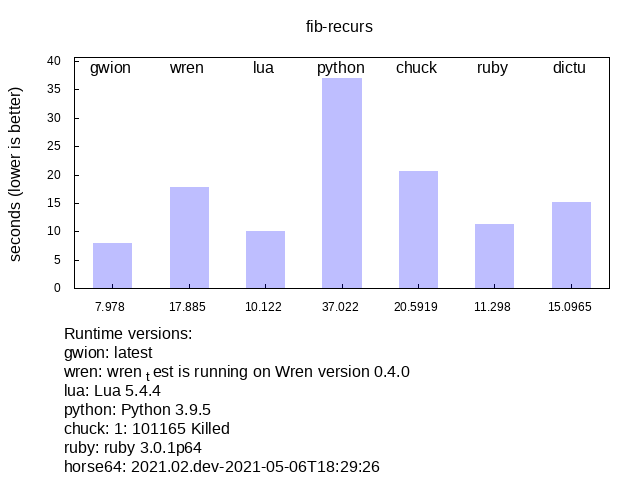 fib-recurs
seconds (lower is better)
40
35
30
25
20
15
10
5
0
gwion wren lua python chuck ruby dictu
7.978 17.885 10.122 37.022 20.5919 11.298 15.0965
Runtime versions:
gwion: latest
wren: wren test is running on Wren version 0.4.0
lua: Lua 5.4.4
python: Python 3.9.5
chuck: 1: 101165 Killed
ruby: ruby 3.0.1p64
horse64: 2021.02.dev-2021-05-06T18:29:26